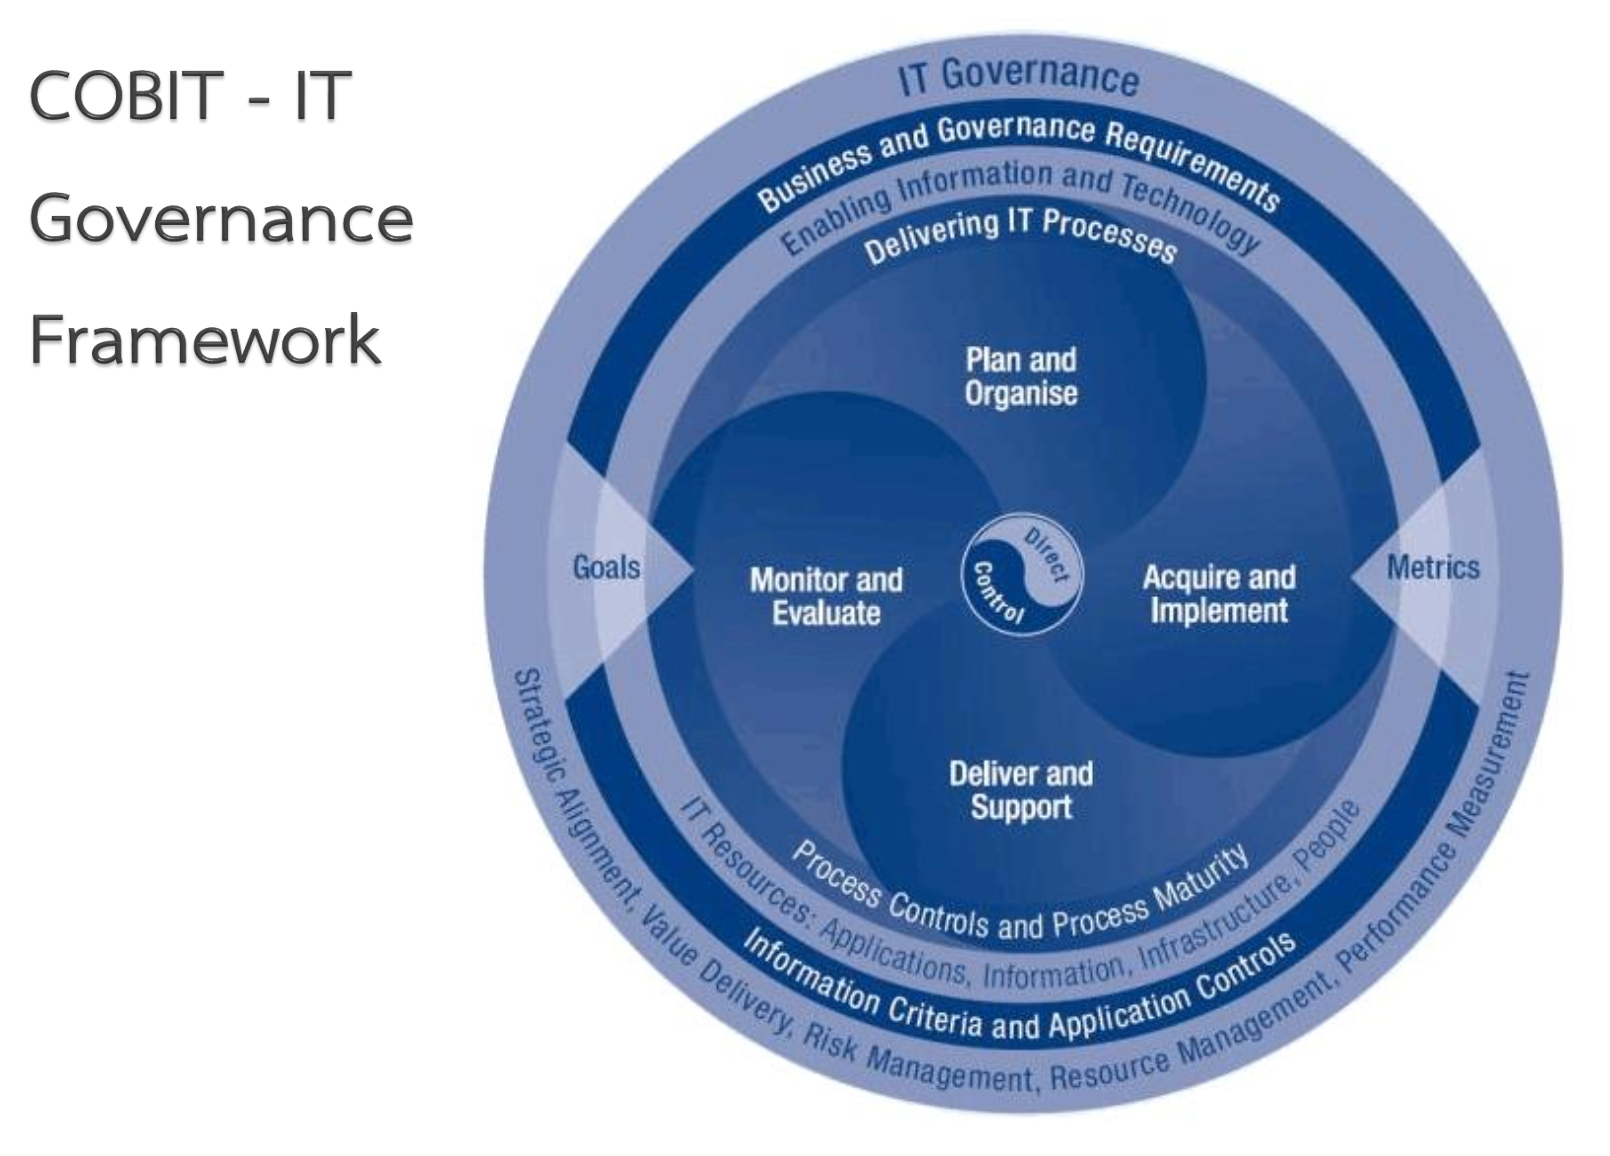 COBIT - IT
Governance
Framework
IT Governance
Business and Governance Requirements
Enabling Information and Technology
Delivering IT Processes
Plan and
Organise
Goals
Monitor and
Evaluate
Direct
Control
Acquire and
Implement
Metrics
Deliver and
Support
Process Controls and Process Maturity
IT Resources: Applications, Information, Infrastructure, People
Information Criteria and Application Controls
Strategic Alignment, Value Delivery, Risk Management, Resource Management, Performance Measurement